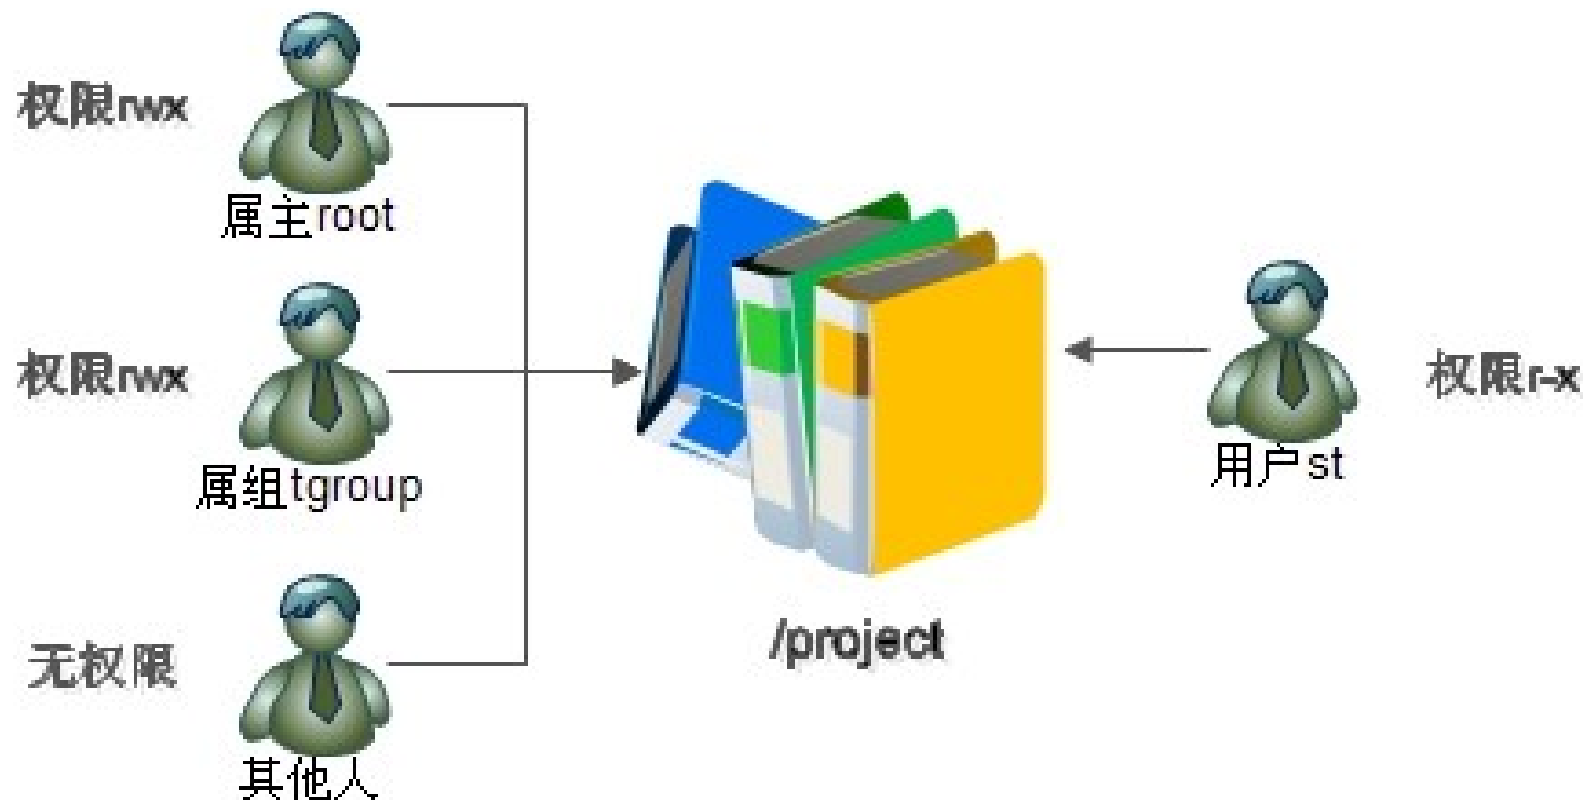 权限rwx
属主root
权限rwx
属组tgroup
无权限
其他人
/project
用户st
权限r-x